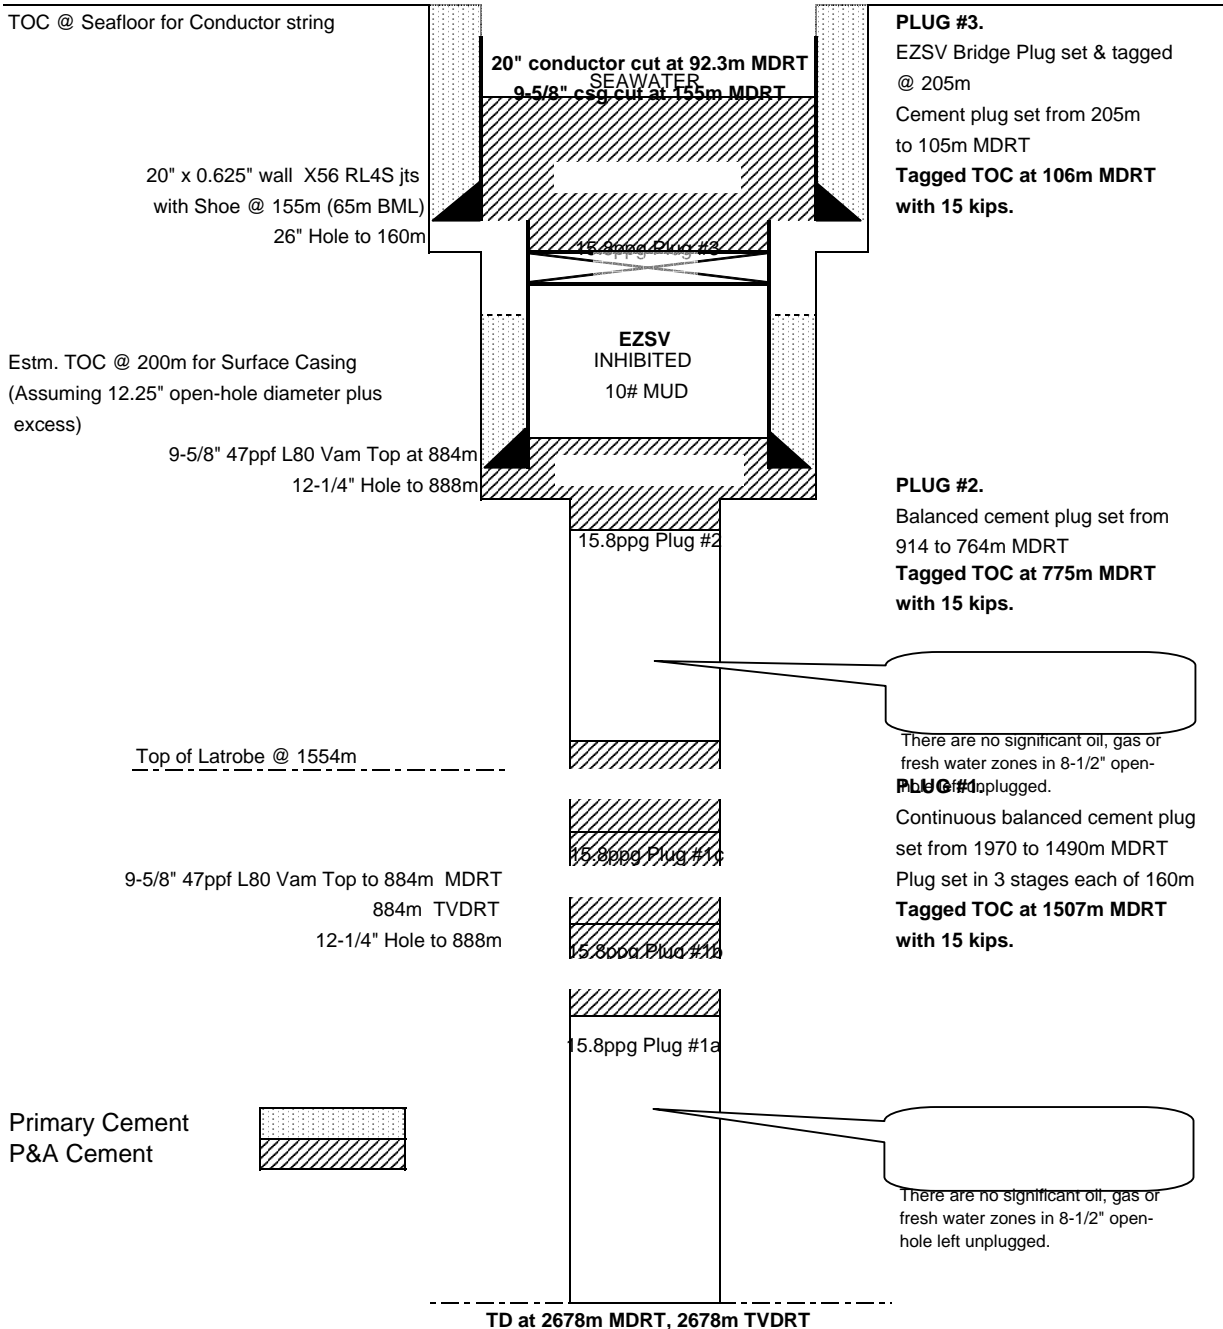 TOC @ Seafloor for Conductor string
20" conductor cut at 92.3m MDRT
SEAWATER
9-5/8" csg cut at 155m MDRT
PLUG #3.
EZSV Bridge Plug set & tagged
@ 205m
Cement plug set from 205m
to 105m MDRT
Tagged TOC at 106m MDRT
with 15 kips.
20" x 0.625" wall X56 RL4S jts
with Shoe @ 155m (65m BML)
26" Hole to 160m
15.8ppg Plug #3
EZSV
INHIBITED
10# MUD
Estm. TOC @ 200m for Surface Casing
(Assuming 12.25" open-hole diameter plus
excess)
9-5/8" 47ppf L80 Vam Top at 884m
12-1/4" Hole to 888m
PLUG #2.
Balanced cement plug set from
914 to 764m MDRT
Tagged TOC at 775m MDRT
with 15 kips.
15.8ppg Plug #2
There are no significant oil, gas or
fresh water zones in 8-1/2" open-
hole left unplugged.
Top of Latrobe @ 1554m
PLUG #1.
Continuous balanced cement plug
set from 1970 to 1490m MDRT
Plug set in 3 stages each of 160m
Tagged TOC at 1507m MDRT
with 15 kips.
15.8ppg Plug #1c
9-5/8" 47ppf L80 Vam Top to 884m MDRT
884m TVDRT
12-1/4" Hole to 888m
15.8ppg Plug #1b
15.8ppg Plug #1a
Primary Cement
P&A Cement
There are no significant oil, gas or
fresh water zones in 8-1/2" open-
hole left unplugged.
TD at 2678m MDRT, 2678m TVDRT